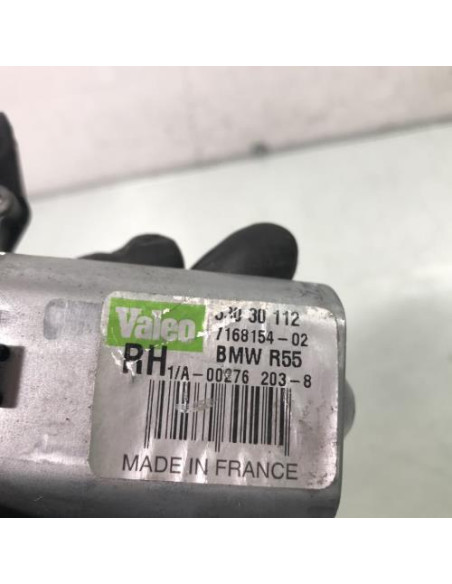 Valeo 30 112
7168154-02
RH BMW R55
1/A-00276 203-8
MADE IN FRANCE